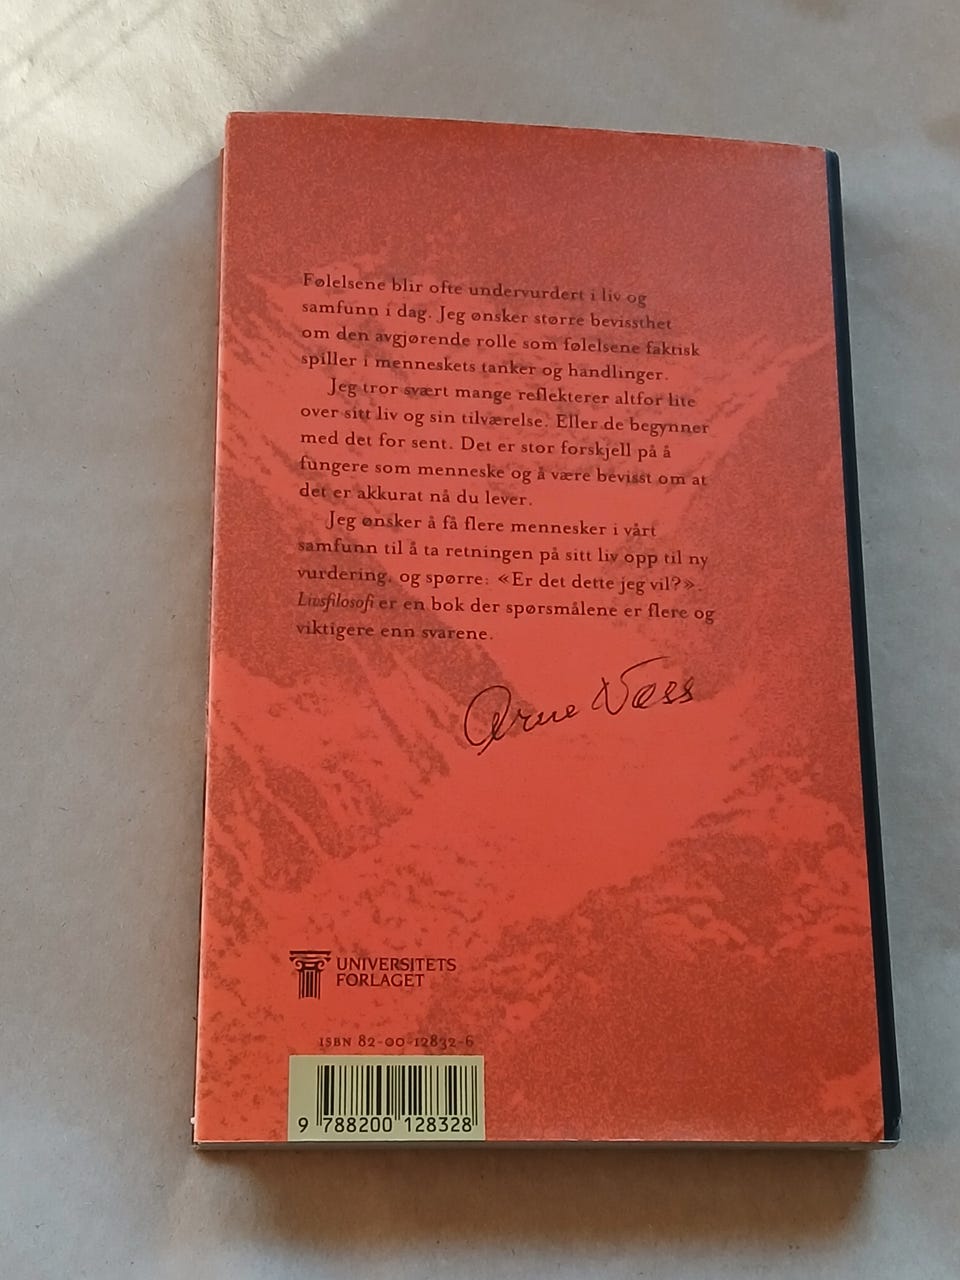 Følelsene blir ofte undervurdert i liv og
samfunn i dag. Jeg ønsker større bevissthet
om den avgjørende rolle som følelsene faktisk
spiller i menneskets tanker og handlinger.
Jeg tror svært mange reflekterer altfor lite
over sitt liv og sin tilværelse. Eller de begynner
med det for sent. Det er stor forskjell på å
fungere som menneske og å være bevisst om at
det er akkurat nå du lever.
Jeg ønsker å få flere mennesker i vårt
samfunn til å ta retningen på sitt liv opp til ny
vurdering, og spørre: «Er det dette jeg vil?».
Livsfilosofi er en bok der spørsmålene er flere og
viktigere enn svarene.
Arne Næss
UNIVERSITETS
FORLAGET
ISBN 82-00-12832-6
9 788200 128328